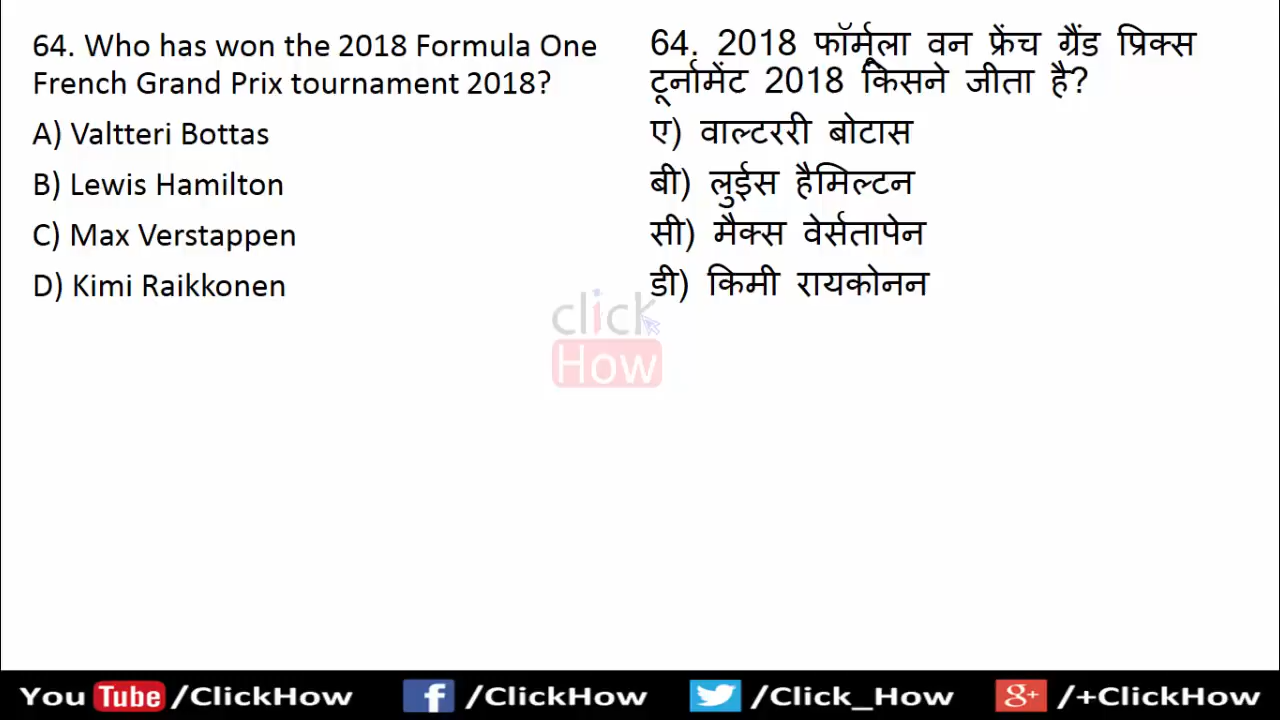 64. Who has won the 2018 Formula One
French Grand Prix tournament 2018?
A) Valtteri Bottas
B) Lewis Hamilton
C) Max Verstappen
D) Kimi Raikkonen
64. 2018 फॉर्मूला वन फ्रेंच ग्रैंड प्रिक्स
टूर्नामेंट 2018 किसने जीता है?
ए) वाल्टररी बोटास
बी) लुईस हैमिल्टन
सी) मैक्स वेर्सतापेन
डी) किमी रायकोनन
click
How
You Tube /ClickHow f /ClickHow /Click_How g+ /+ClickHow